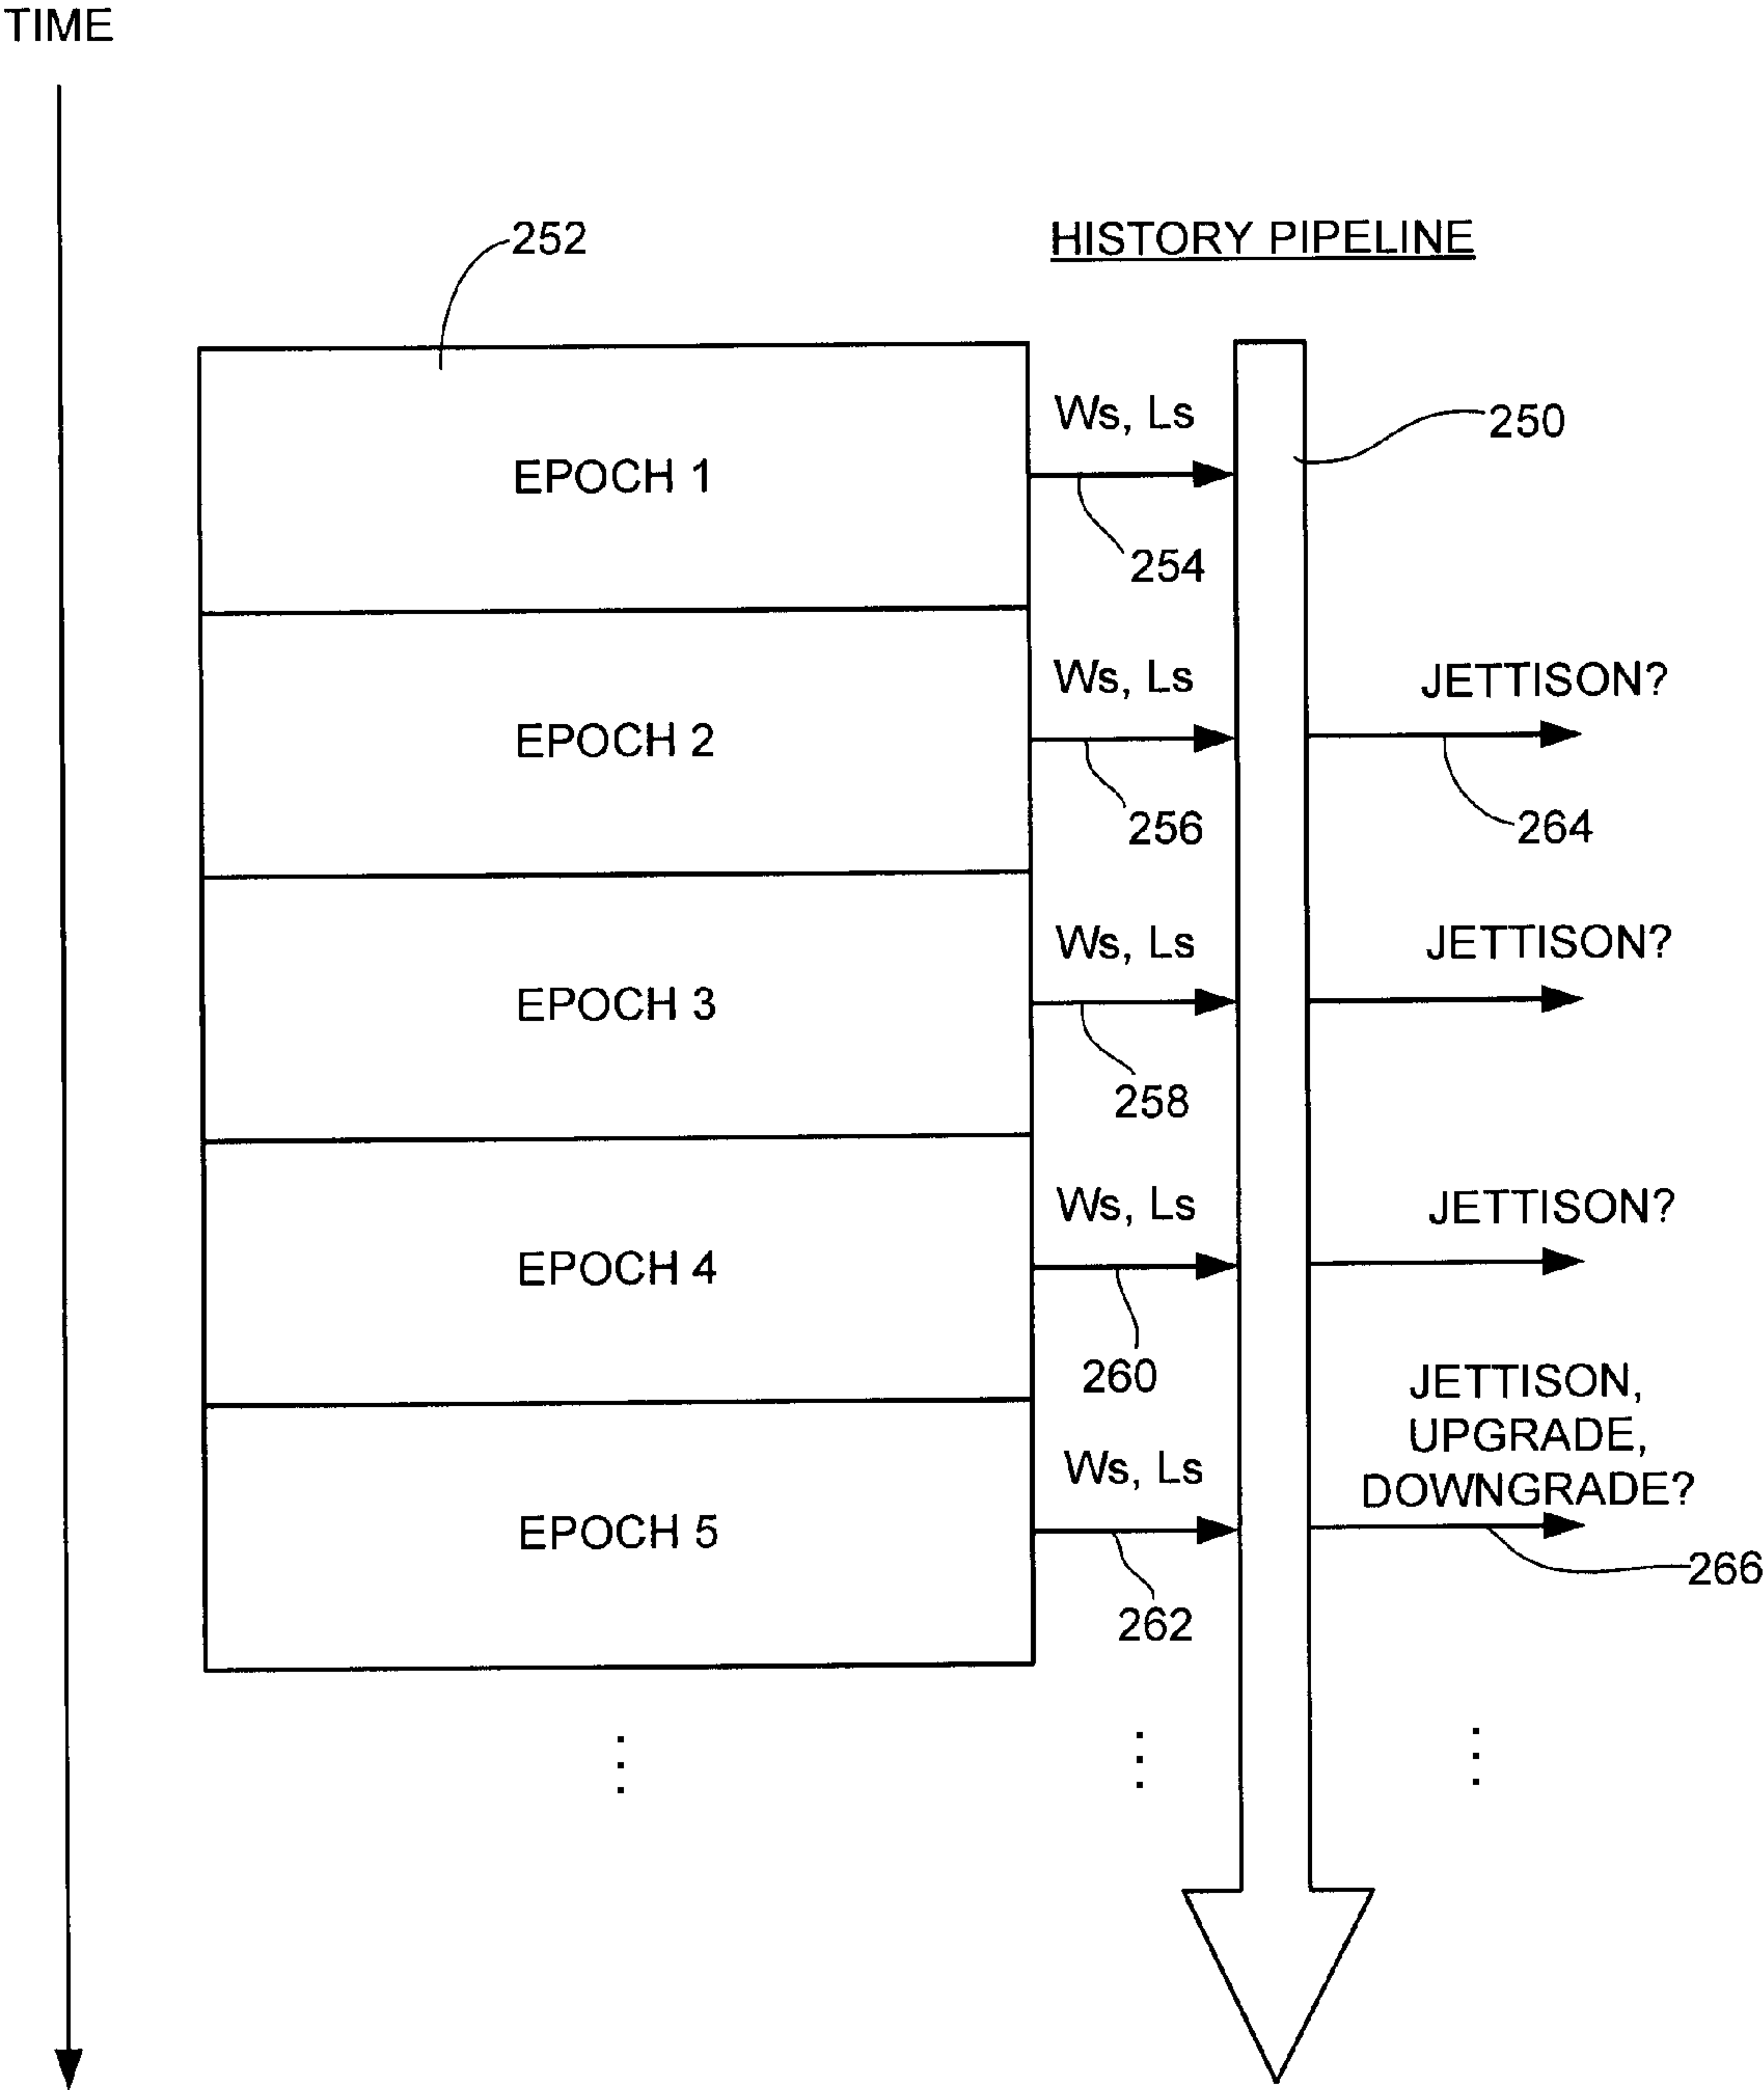 TIME
252
HISTORY PIPELINE
Ws, Ls
250
EPOCH 1
254
Ws, Ls
JETTISON?
EPOCH 2
256
264
Ws, Ls
JETTISON?
EPOCH 3
258
Ws, Ls
JETTISON?
EPOCH 4
260
JETTISON,
UPGRADE,
DOWNGRADE?
Ws, Ls
EPOCH 5
266
262